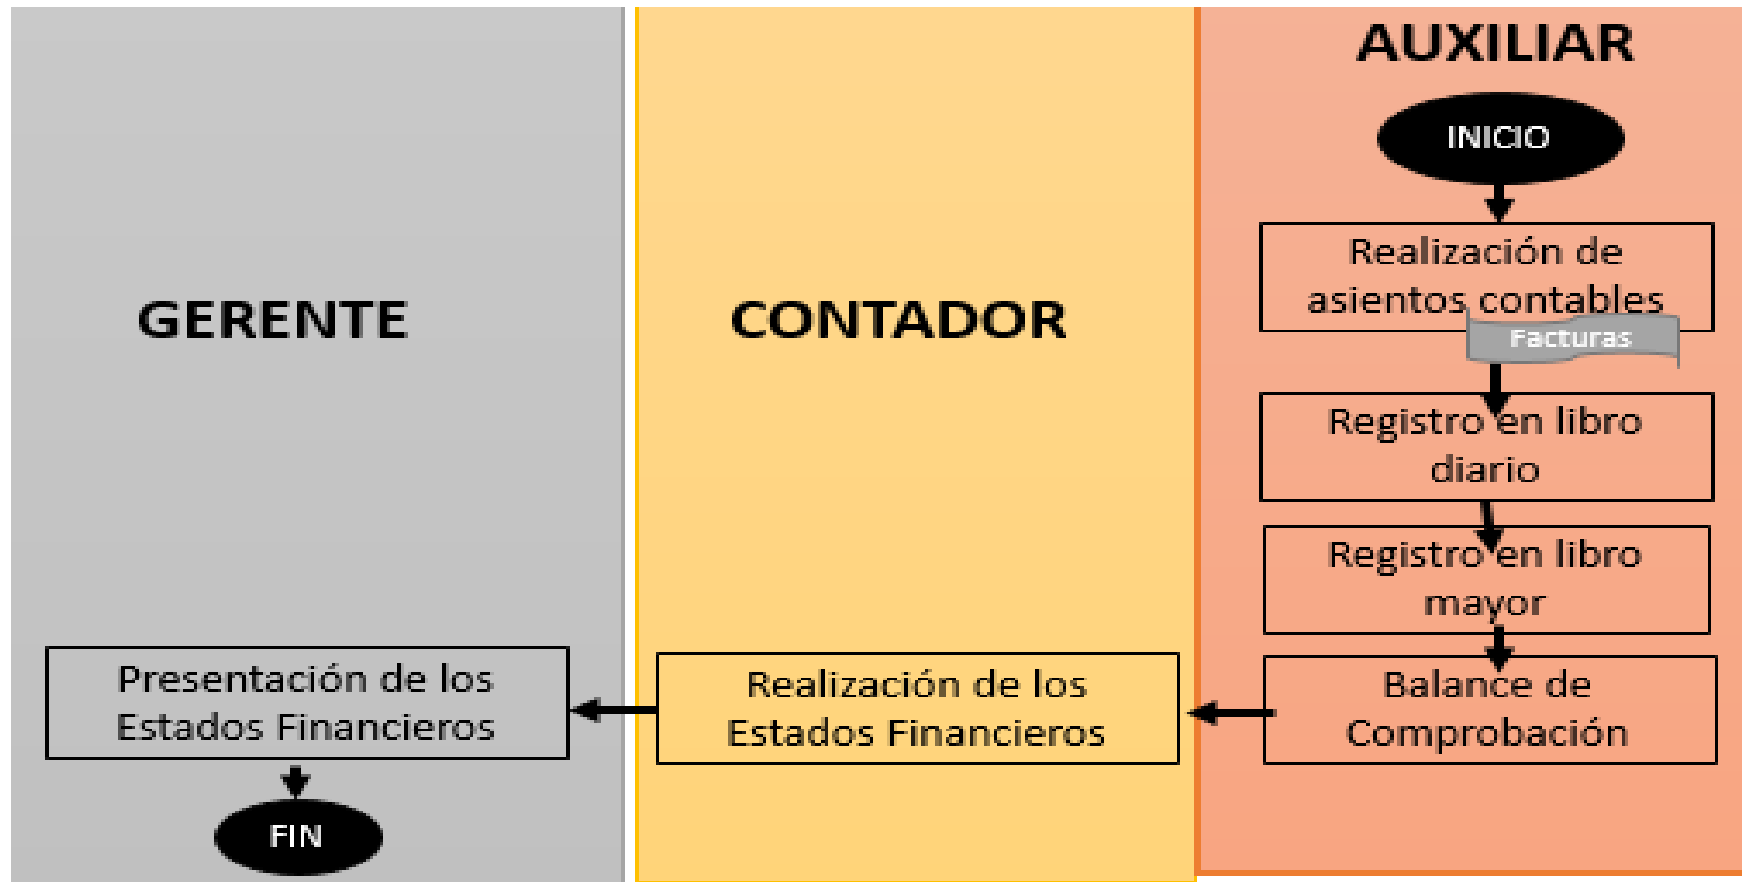 AUXILIAR
INICIO
Realización de
asientos contables
Facturas
Registro en libro
diario
Registro en libro
mayor
Balance de
Comprobación
CONTADOR
Realización de los
Estados Financieros
GERENTE
Presentación de los
Estados Financieros
FIN